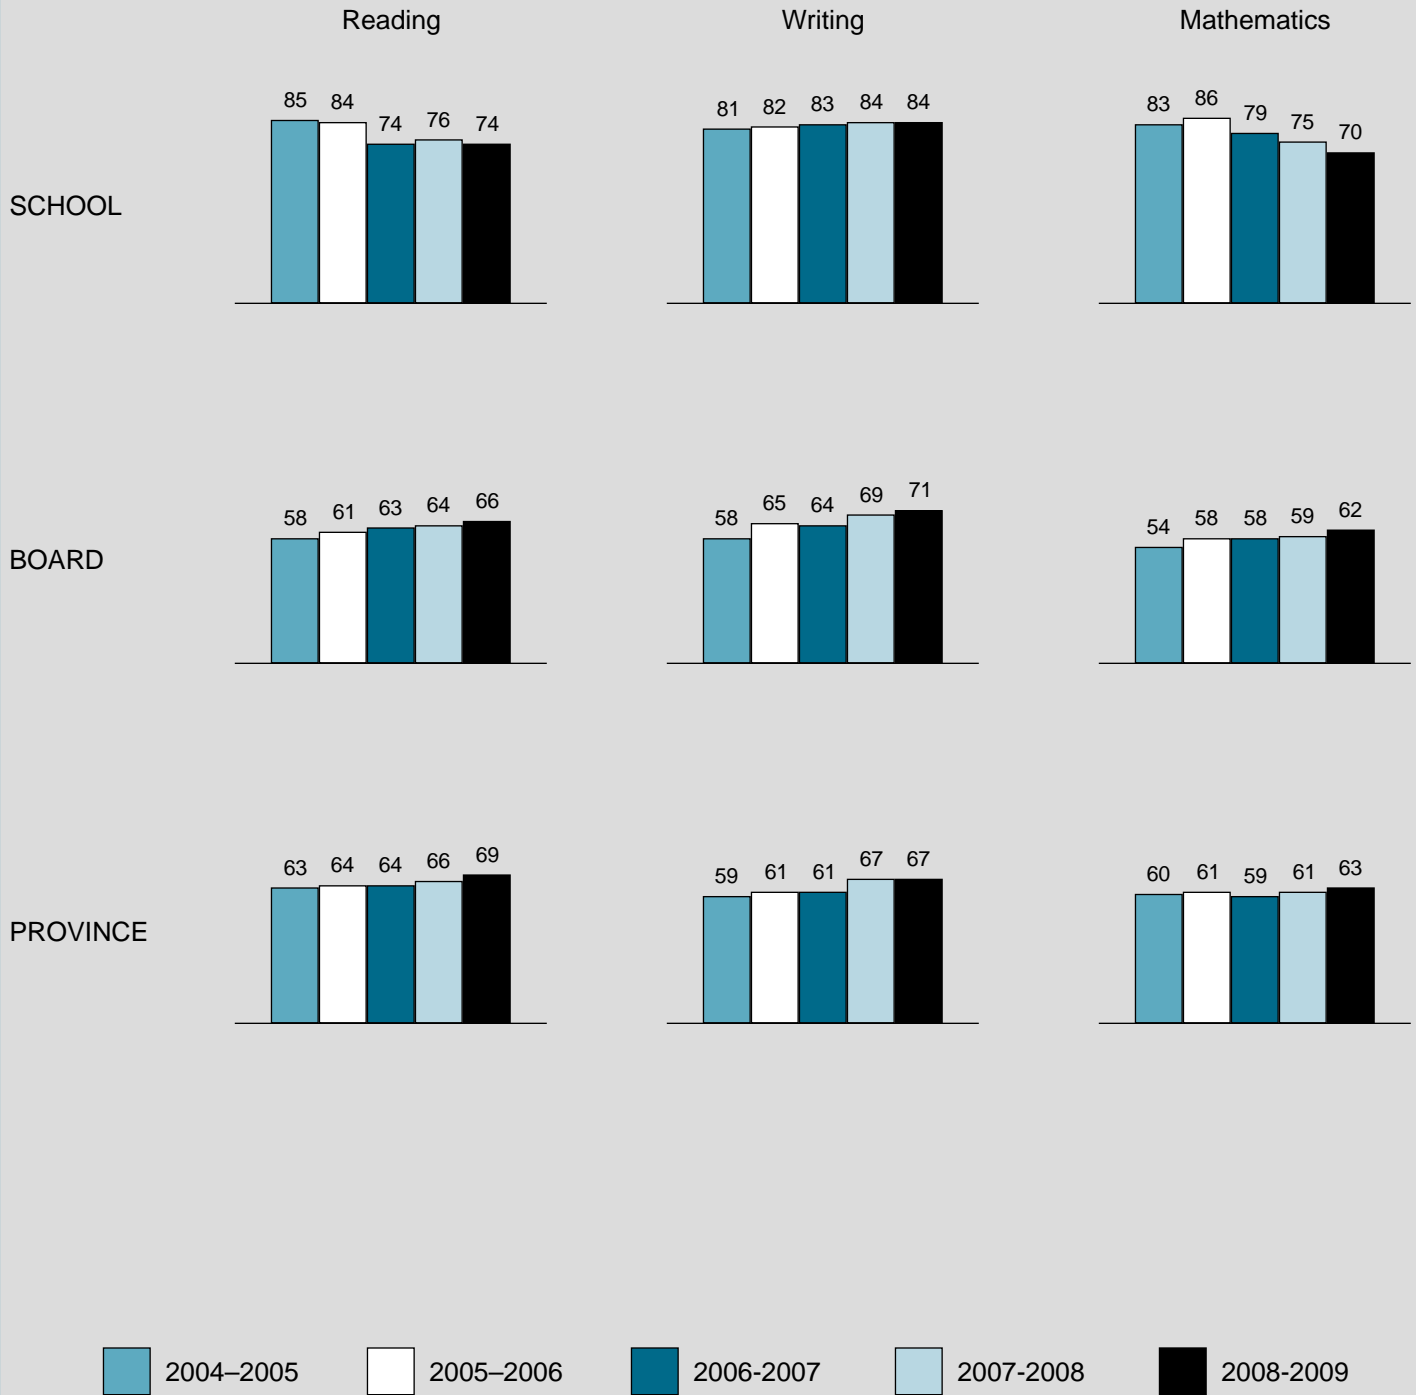 Reading Writing Mathematics
85 84 74 76 74
81 82 83 84 84
83 86 79 75 70
SCHOOL
58 61 63 64 66
58 65 64 69 71
54 58 58 59 62
BOARD
63 64 64 66 69
59 61 61 67 67
60 61 59 61 63
PROVINCE
2004–2005 2005–2006 2006-2007 2007-2008 2008-2009